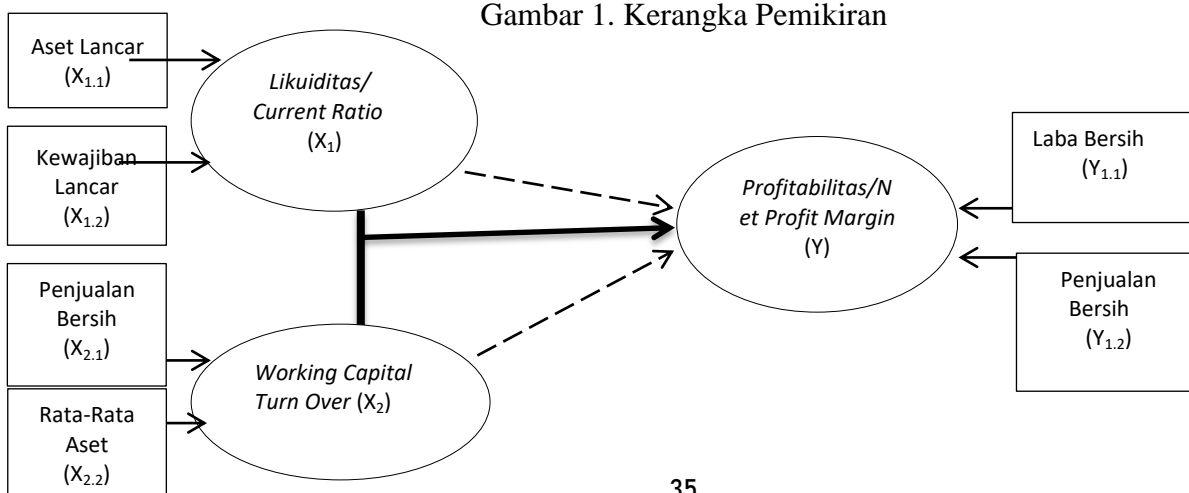 Gambar 1. Kerangka Pemikiran
Aset Lancar
(X1.1)
Likuiditas/
Current Ratio
(X1)
Kewajiban
Lancar
(X1.2)
Laba Bersih
(Y1.1)
Profitabilitas/N
et Profit Margin
(Y)
Penjualan
Bersih
(X2.1)
Penjualan
Bersih
(Y1.2)
Working Capital
Turn Over (X2)
Rata-Rata
Aset
(X2.2)
35